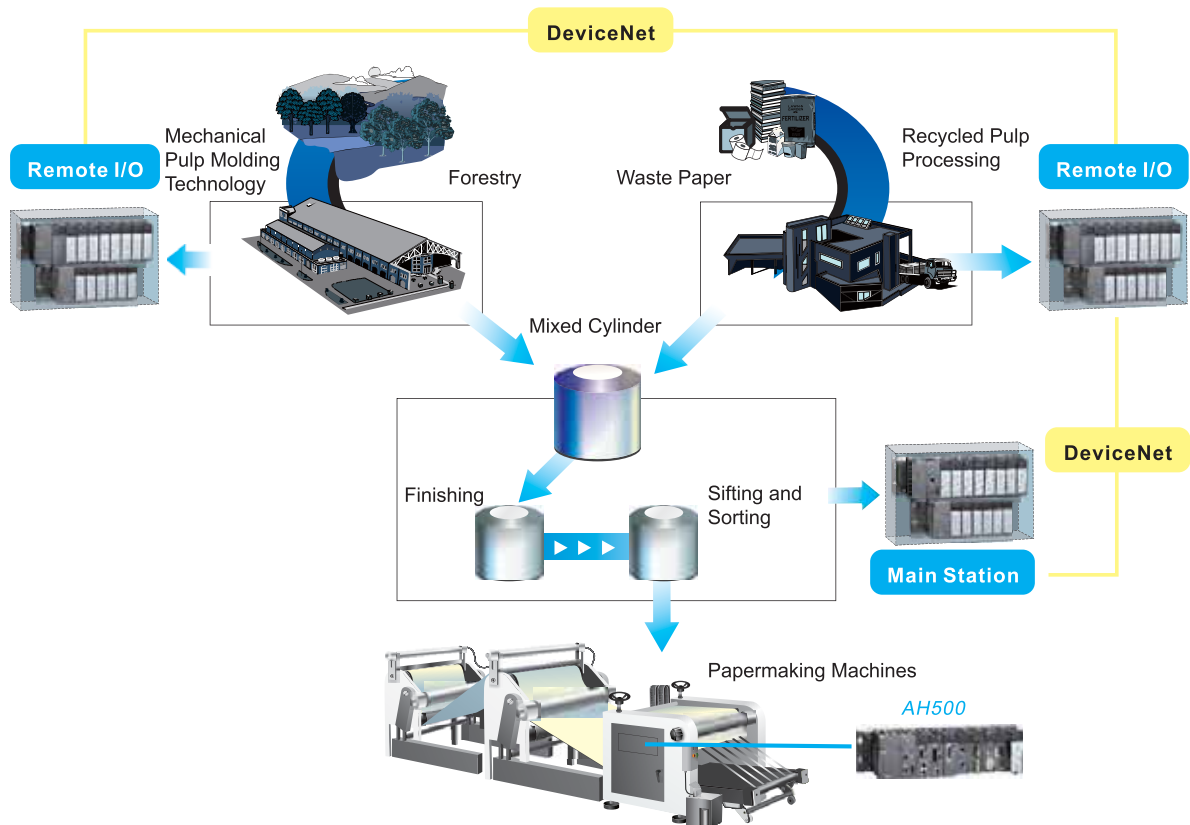 DeviceNet
Mechanical
Pulp Molding
Technology
Forestry
Waste Paper
FERTILIZER
Recycled Pulp
Processing
Remote I/O
Remote I/O
Mixed Cylinder
DeviceNet
Finishing
Sifting and
Sorting
Main Station
Papermaking Machines
AH500